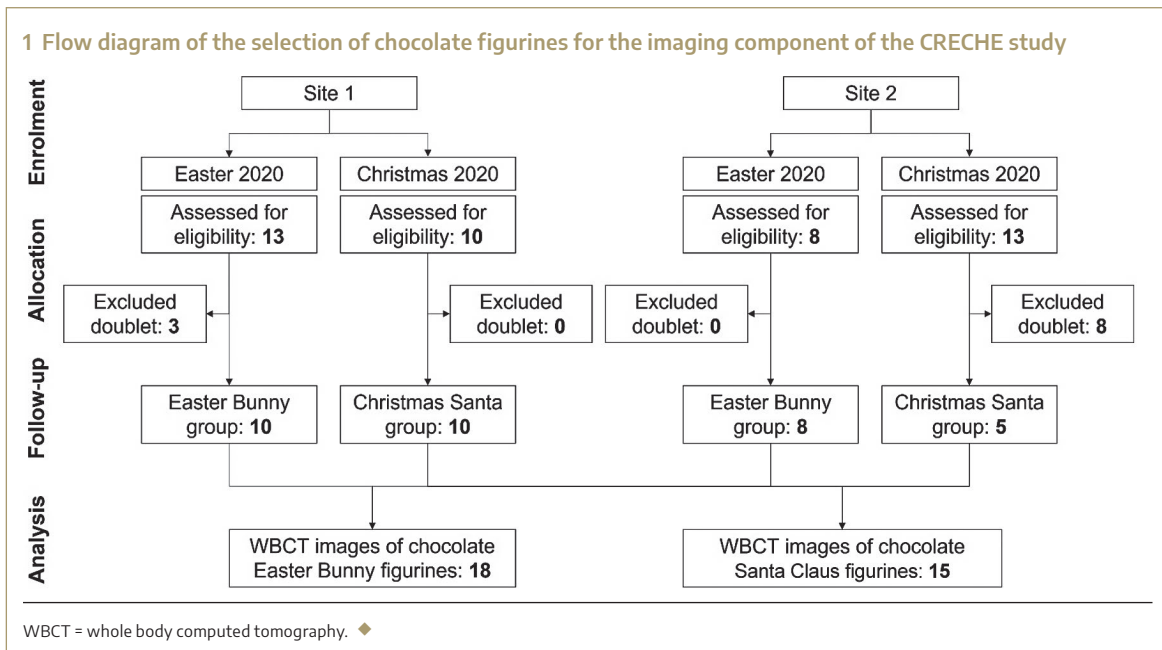 1 Flow diagram of the selection of chocolate figurines for the imaging component of the CRECHE study
Enrolment
Site 1
Site 2
Easter 2020
Christmas 2020
Easter 2020
Christmas 2020
Allocation
Assessed for
eligibility: 13
Assessed for
eligibility: 10
Assessed for
eligibility: 8
Assessed for
eligibility: 13
Excluded
doublet: 3
Excluded
doublet: 0
Excluded
doublet: 0
Excluded
doublet: 8
Follow-up
Easter Bunny
group: 10
Christmas Santa
group: 10
Easter Bunny
group: 8
Christmas Santa
group: 5
Analysis
WBCT images of chocolate
Easter Bunny figurines: 18
WBCT images of chocolate
Santa Claus figurines: 15
WBCT = whole body computed tomography. ◆